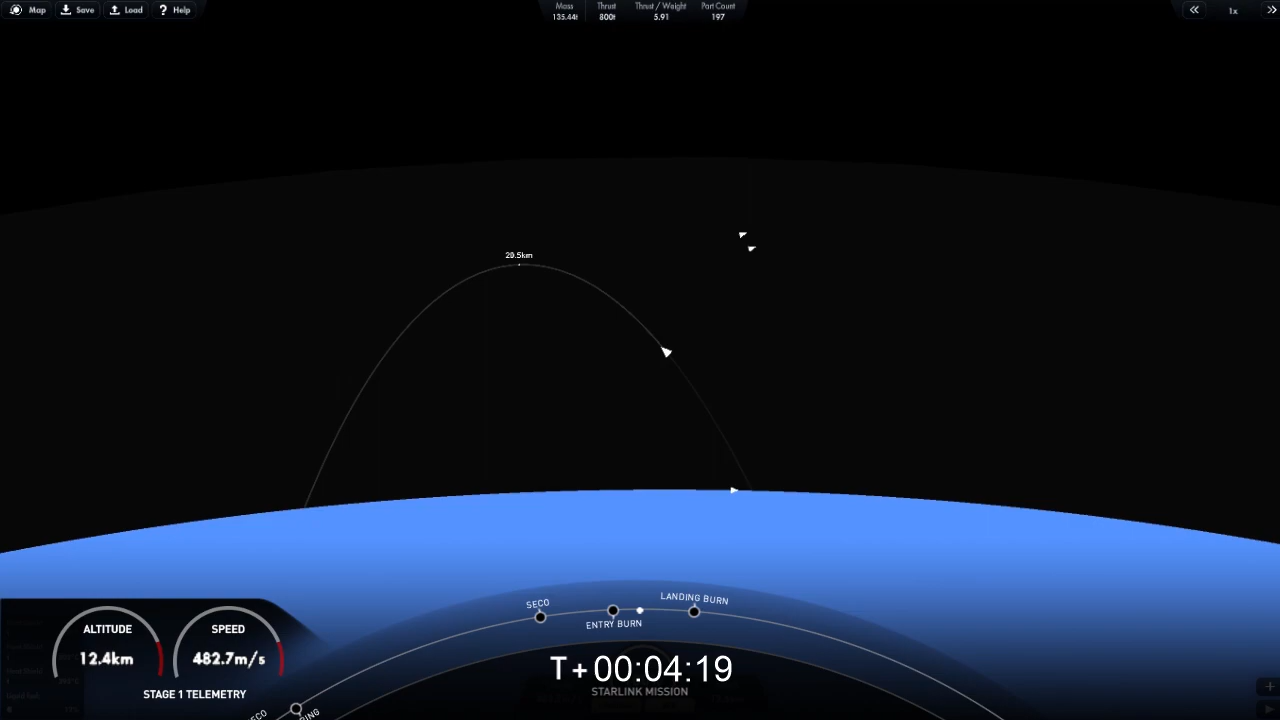 Map Save Load Help
Mass Thrust Thrust / Weight Part Count
135.44t 800t 5.91 197
1x
20.5km
SECO
ENTRY BURN
LANDING BURN
ALTITUDE SPEED
12.4km 482.7m/s
STAGE 1 TELEMETRY
T+00:04:19
STARLINK MISSION